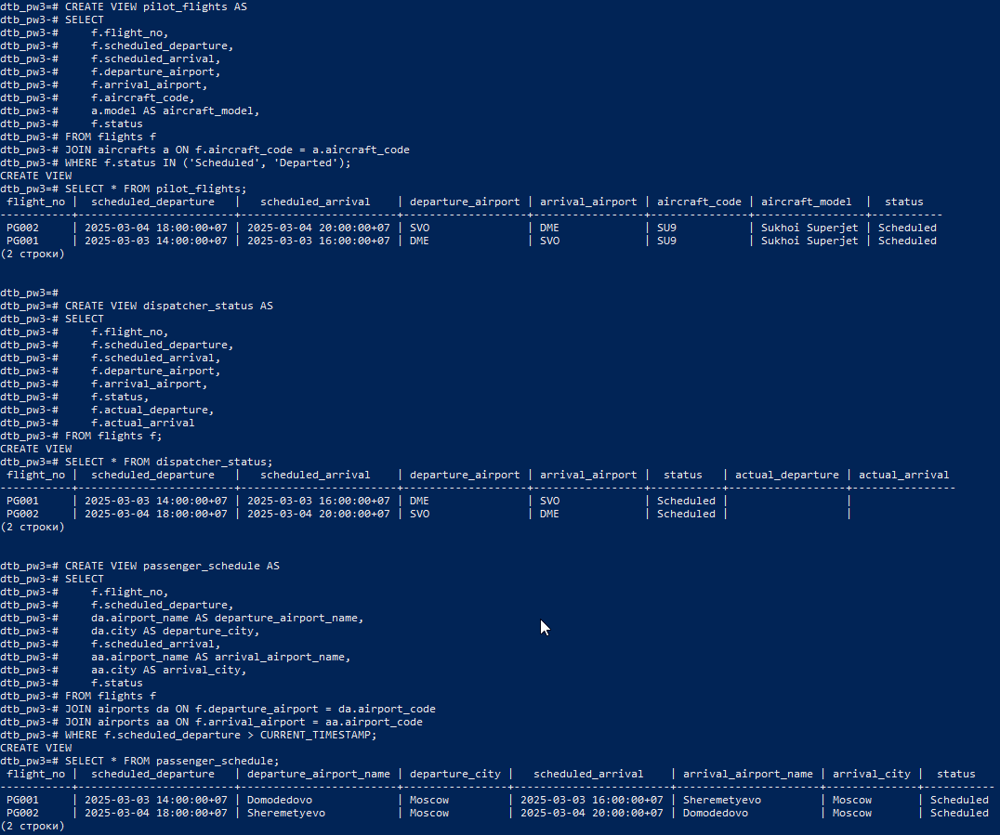 dtb_pw3=# CREATE VIEW pilot_flights AS
dtb_pw3-# SELECT
dtb_pw3-#     f.flight_no,
dtb_pw3-#     f.scheduled_departure,
dtb_pw3-#     f.scheduled_arrival,
dtb_pw3-#     f.departure_airport,
dtb_pw3-#     f.arrival_airport,
dtb_pw3-#     f.aircraft_code,
dtb_pw3-#     a.model AS aircraft_model,
dtb_pw3-#     f.status
dtb_pw3-# FROM flights f
dtb_pw3-# JOIN aircrafts a ON f.aircraft_code = a.aircraft_code
dtb_pw3-# WHERE f.status IN ('Scheduled', 'Departed');
CREATE VIEW
dtb_pw3=# SELECT * FROM pilot_flights;
 flight_no |  scheduled_departure   |   scheduled_arrival    | departure_airport | arrival_airport | aircraft_code | aircraft_model  |  status
-----------+------------------------+------------------------+-------------------+-----------------+---------------+-----------------+-----------
 PG002     | 2025-03-04 18:00:00+07 | 2025-03-04 20:00:00+07 | SVO               | DME             | SU9           | Sukhoi Superjet | Scheduled
 PG001     | 2025-03-03 14:00:00+07 | 2025-03-03 16:00:00+07 | DME               | SVO             | SU9           | Sukhoi Superjet | Scheduled
(2 строки)
dtb_pw3=#
dtb_pw3=# CREATE VIEW dispatcher_status AS
dtb_pw3-# SELECT
dtb_pw3-#     f.flight_no,
dtb_pw3-#     f.scheduled_departure,
dtb_pw3-#     f.scheduled_arrival,
dtb_pw3-#     f.departure_airport,
dtb_pw3-#     f.arrival_airport,
dtb_pw3-#     f.status,
dtb_pw3-#     f.actual_departure,
dtb_pw3-#     f.actual_arrival
dtb_pw3-# FROM flights f;
CREATE VIEW
dtb_pw3=# SELECT * FROM dispatcher_status;
 flight_no |  scheduled_departure   |   scheduled_arrival    | departure_airport | arrival_airport |  status   | actual_departure | actual_arrival
-----------+------------------------+------------------------+-------------------+-----------------+-----------+------------------+----------------
 PG001     | 2025-03-03 14:00:00+07 | 2025-03-03 16:00:00+07 | DME               | SVO             | Scheduled |                  |
 PG002     | 2025-03-04 18:00:00+07 | 2025-03-04 20:00:00+07 | SVO               | DME             | Scheduled |                  |
(2 строки)
dtb_pw3=# CREATE VIEW passenger_schedule AS
dtb_pw3-# SELECT
dtb_pw3-#     f.flight_no,
dtb_pw3-#     f.scheduled_departure,
dtb_pw3-#     da.airport_name AS departure_airport_name,
dtb_pw3-#     da.city AS departure_city,
dtb_pw3-#     f.scheduled_arrival,
dtb_pw3-#     aa.airport_name AS arrival_airport_name,
dtb_pw3-#     aa.city AS arrival_city,
dtb_pw3-#     f.status
dtb_pw3-# FROM flights f
dtb_pw3-# JOIN airports da ON f.departure_airport = da.airport_code
dtb_pw3-# JOIN airports aa ON f.arrival_airport = aa.airport_code
dtb_pw3-# WHERE f.scheduled_departure > CURRENT_TIMESTAMP;
CREATE VIEW
dtb_pw3=# SELECT * FROM passenger_schedule;
 flight_no |  scheduled_departure   | departure_airport_name | departure_city |   scheduled_arrival    | arrival_airport_name | arrival_city |  status
-----------+------------------------+------------------------+----------------+------------------------+----------------------+--------------+-----------
 PG001     | 2025-03-03 14:00:00+07 | Domodedovo             | Moscow         | 2025-03-03 16:00:00+07 | Sheremetyevo         | Moscow       | Scheduled
 PG002     | 2025-03-04 18:00:00+07 | Sheremetyevo           | Moscow         | 2025-03-04 20:00:00+07 | Domodedovo           | Moscow       | Scheduled
(2 строки)